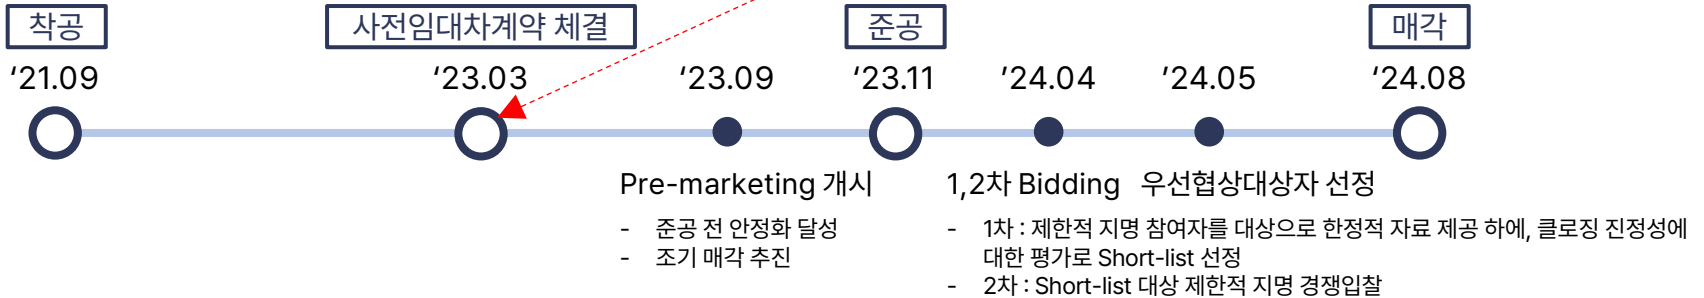 착공 사전임대차계약 체결 준공 매각
‘21.09 ‘23.03 ‘23.09 ‘23.11 ‘24.04 ‘24.05 ‘24.08
Pre-marketing 개시
- 준공 전 안정화 달성
- 조기 매각 추진
1,2차 Bidding 우선협상대상자 선정
- 1차 : 제한적 지명 참여자를 대상으로 한정적 자료 제공 하에, 클로징 진정성에
대한 평가로 Short-list 선정
- 2차 : Short-list 대상 제한적 지명 경쟁입찰